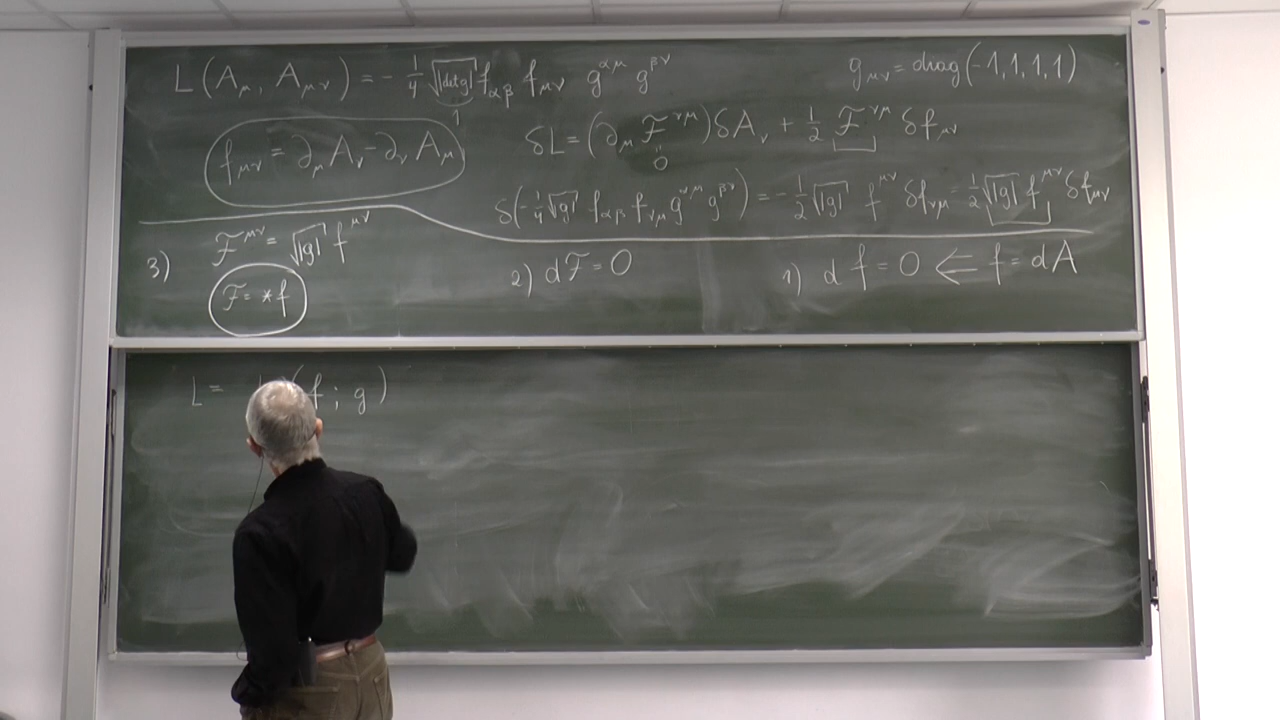 L(A_μ, A_μν) = - 1/4 √|det g| f_αβ f_μν g^αμ g^βν    g_μν = diag(-1,1,1,1)
1
f_μν = ∂_μ A_ν - ∂_ν A_μ    δL = (∂_μ 𝓕^νμ) δA_ν + 1/2 𝓕^νμ δf_μν
0
δ(-1/4 √|g| f_αβ f_νμ g^αμ g^βν) = -1/2 √|g| f^μν δf_νμ = 1/2 √|g| f^μν δf_μν
3) 𝓕^μν = √|g| f^μν
𝓕 = *f    2) d𝓕 = 0    1) d f = 0 ⇐ f = dA
L = (f ; g)